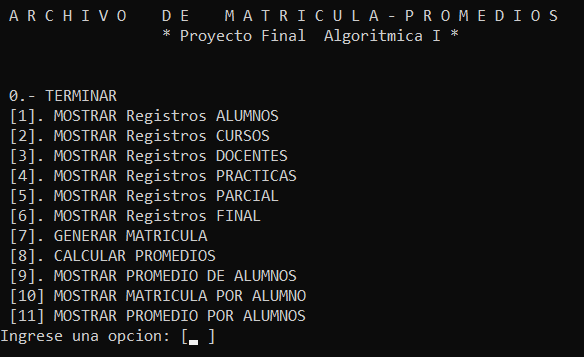 A R C H I V O   D E   M A T R I C U L A - P R O M E D I O S
* Proyecto Final  Algoritmica I *
0.- TERMINAR
[1]. MOSTRAR Registros ALUMNOS
[2]. MOSTRAR Registros CURSOS
[3]. MOSTRAR Registros DOCENTES
[4]. MOSTRAR Registros PRACTICAS
[5]. MOSTRAR Registros PARCIAL
[6]. MOSTRAR Registros FINAL
[7]. GENERAR MATRICULA
[8]. CALCULAR PROMEDIOS
[9]. MOSTRAR PROMEDIO DE ALUMNOS
[10] MOSTRAR MATRICULA POR ALUMNO
[11] MOSTRAR PROMEDIO POR ALUMNOS
Ingrese una opcion: [_ ]